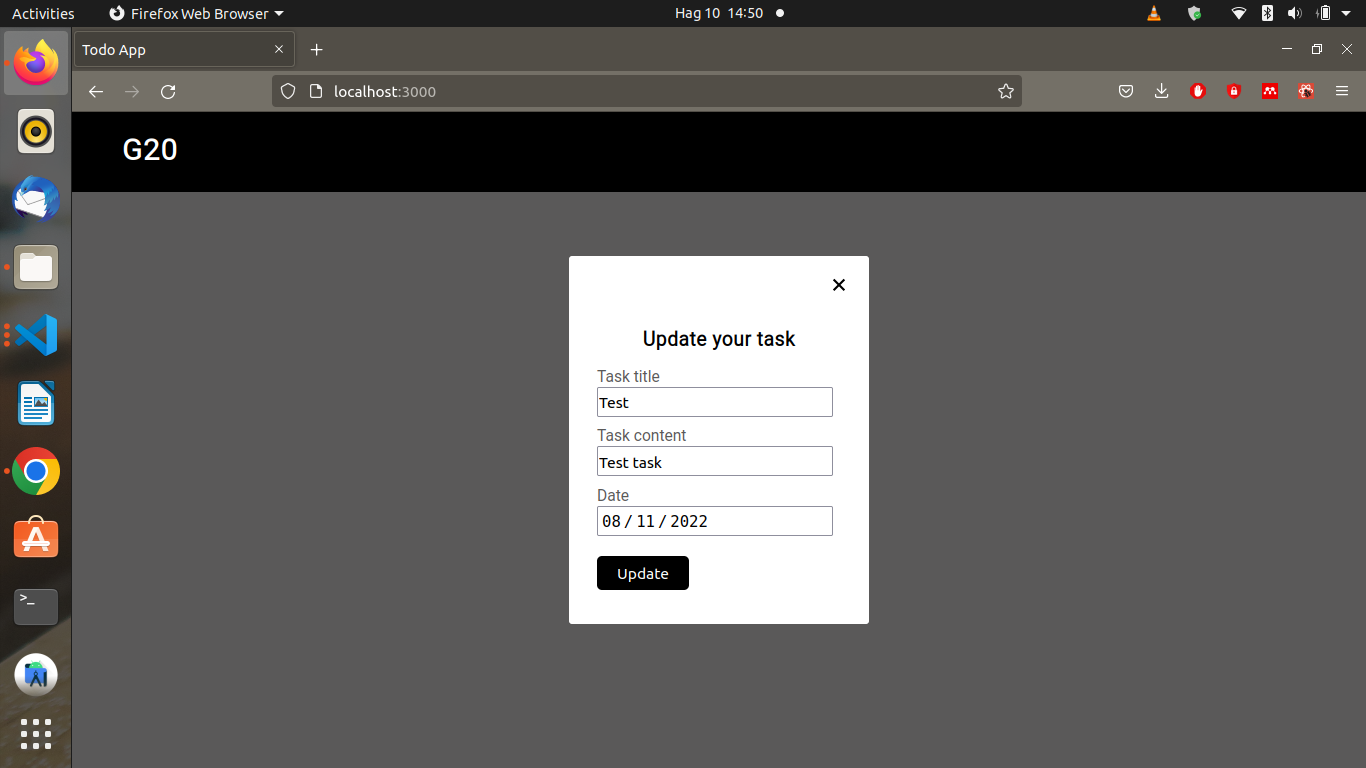 Activities
Firefox Web Browser
Hag 10 14:50
Todo App
localhost:3000
G20
Update your task
Task title
Test
Task content
Test task
Date
08/11/2022
Update